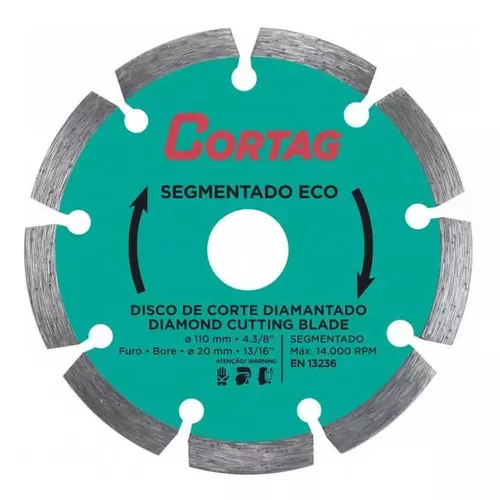 CORTAG
SEGMENTADO ECO
DISCO DE CORTE DIAMANTADO
DIAMOND CUTTING BLADE
ø 110 mm • 4.3/8"
Furo • Bore • ø 20 mm • 13/16"
ATENÇÃO/ WARNING
SEGMENTADO
Máx. 14.000 RPM
EN 13236